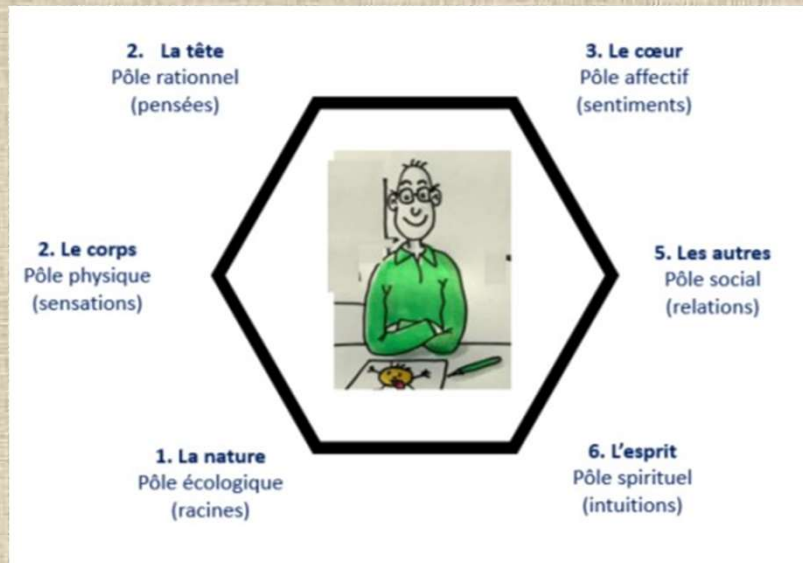 2. La tête
Pôle rationnel
(pensées)
3. Le cœur
Pôle affectif
(sentiments)
2. Le corps
Pôle physique
(sensations)
5. Les autres
Pôle social
(relations)
1. La nature
Pôle écologique
(racines)
6. L'esprit
Pôle spirituel
(intuitions)